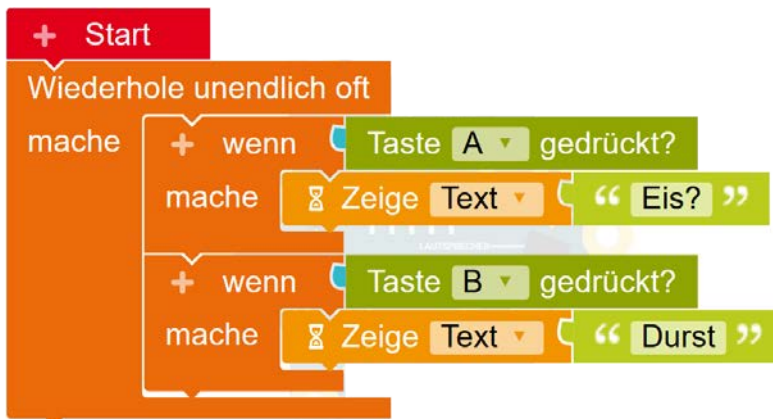 + Start
Wiederhole unendlich oft
mache + wenn Taste A gedrückt?
mache Zeige Text “ Eis? ”
LAUTSPRECHER
+ wenn Taste B gedrückt?
mache Zeige Text “ Durst ”